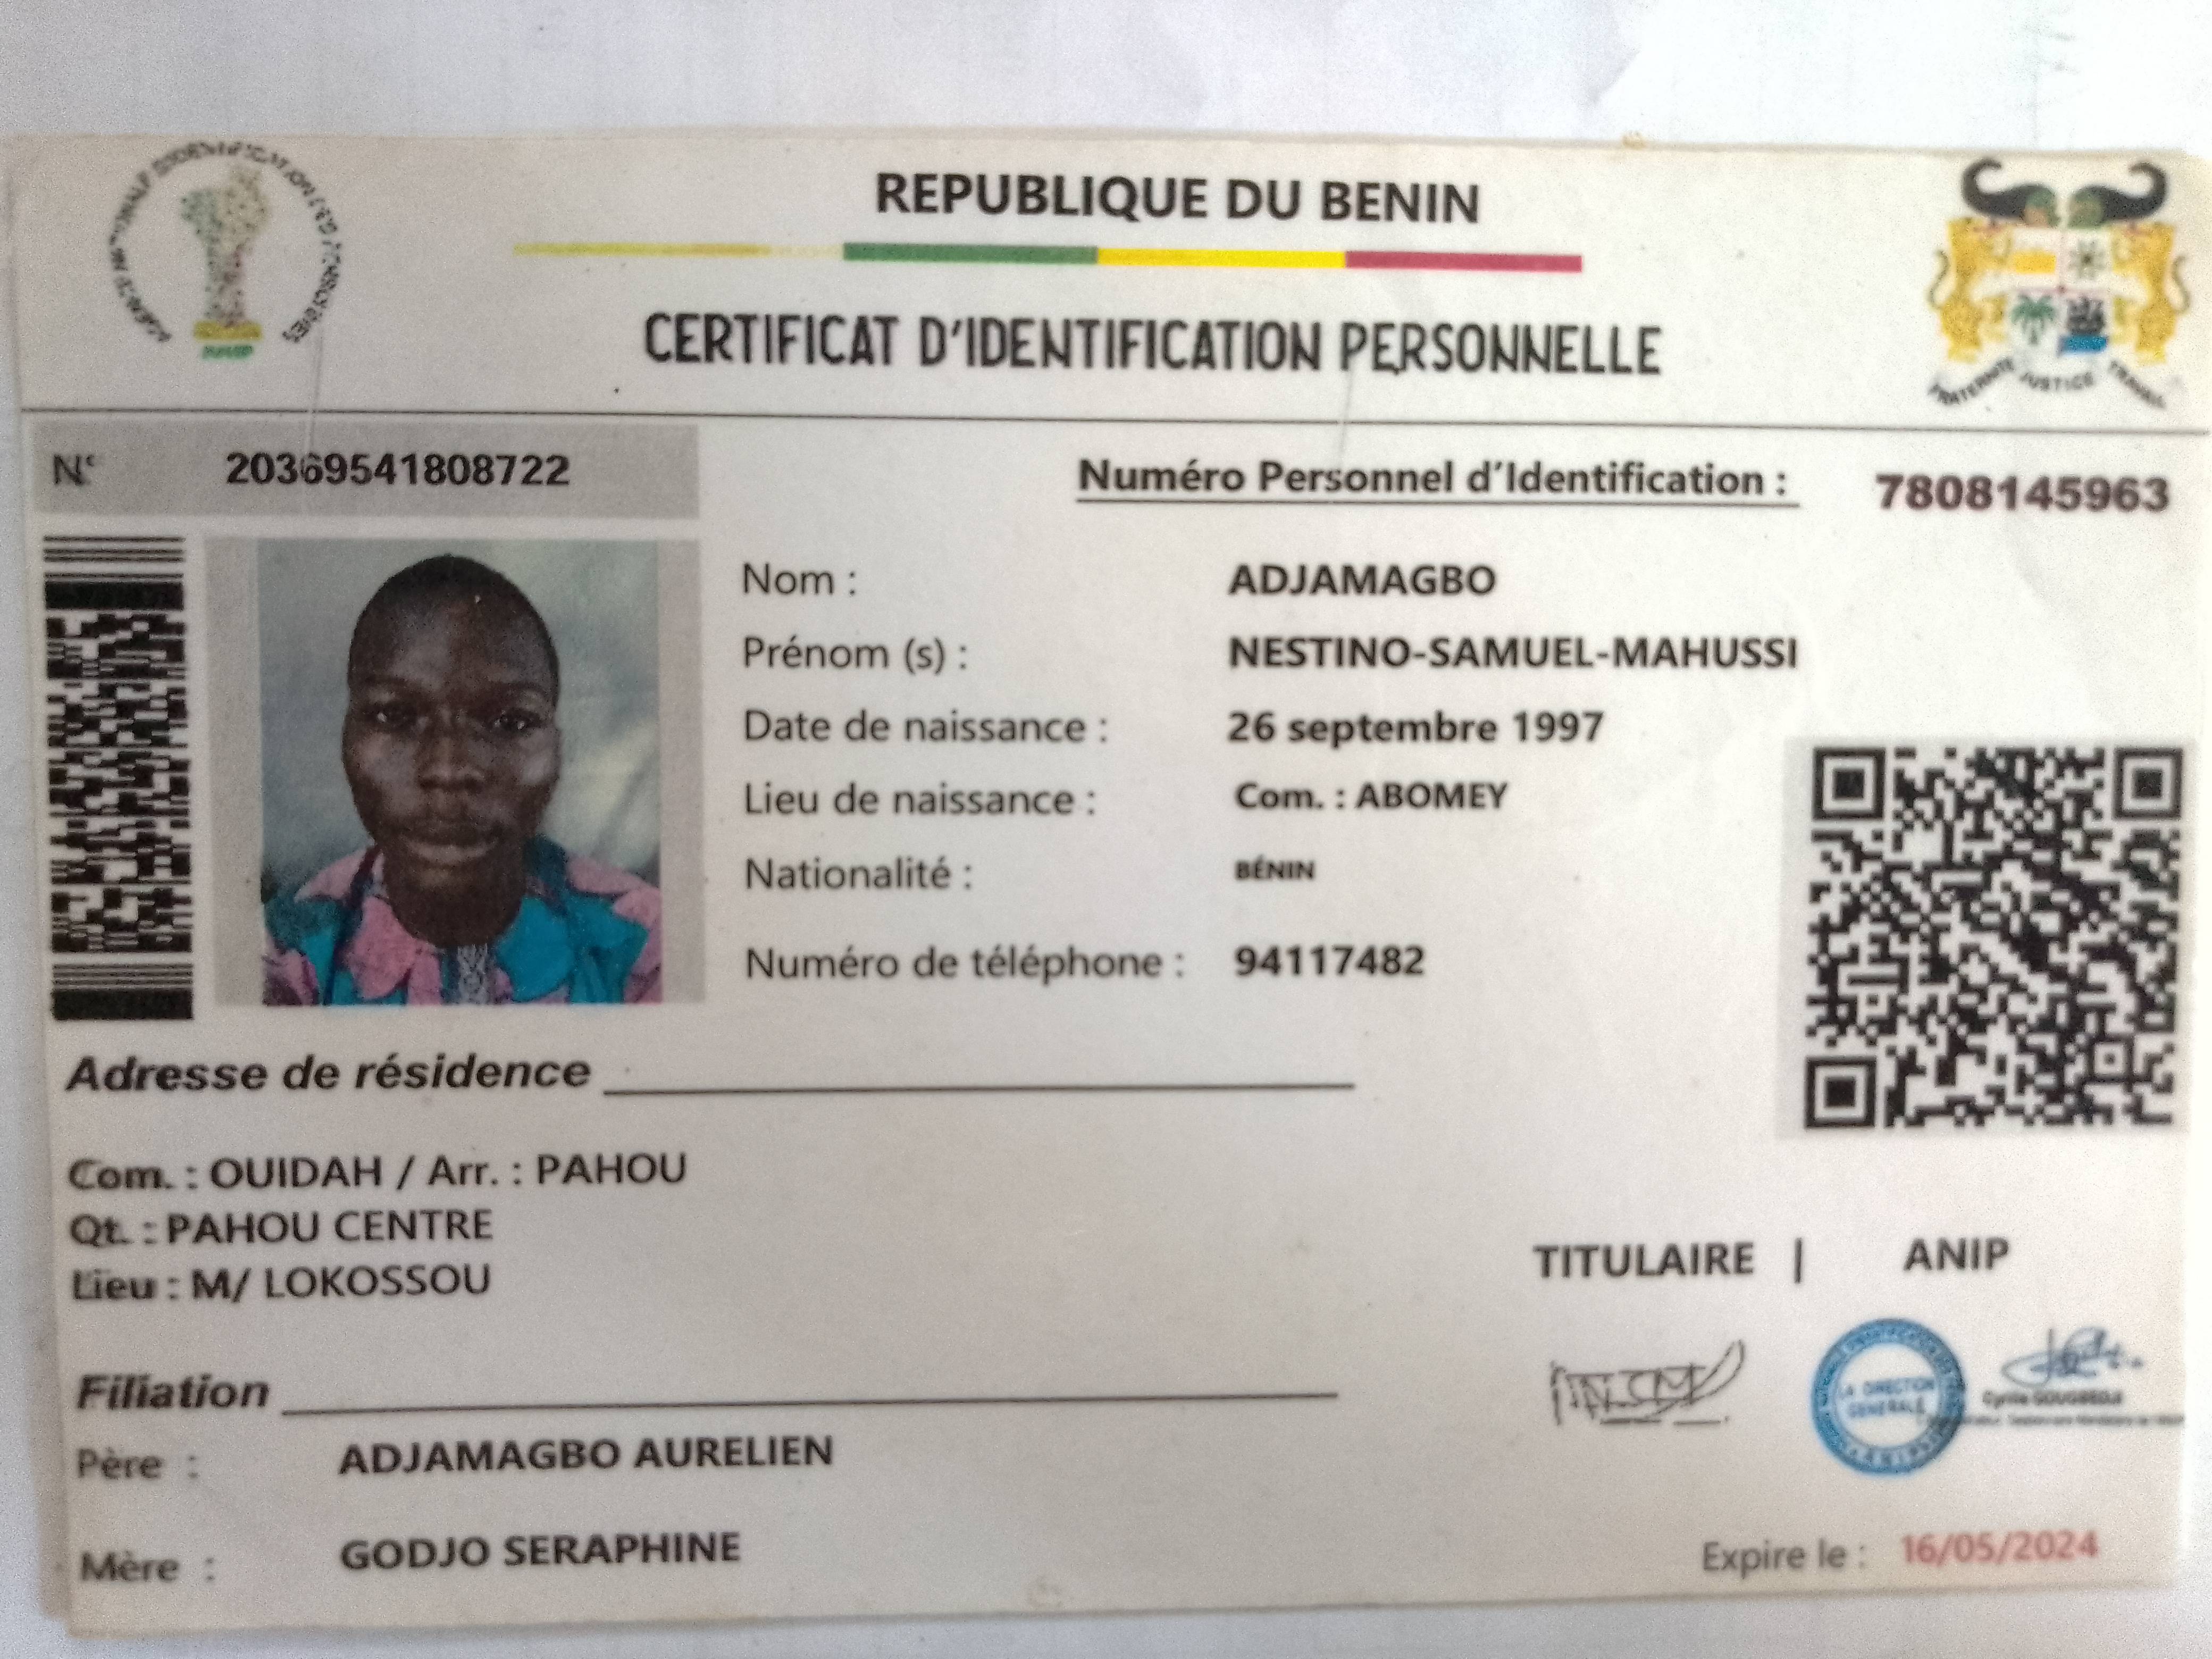 REPUBLIQUE DU BENIN
CERTIFICAT D'IDENTIFICATION PERSONNELLE
FRATERNITE JUSTICE TRAVAIL
N° 20369541808722
Numéro Personnel d'Identification : 7808145963
Nom : ADJAMAGBO
Prénom (s) : NESTINO-SAMUEL-MAHUSSI
Date de naissance : 26 septembre 1997
Lieu de naissance : Com. : ABOMEY
Nationalité : BÉNIN
Numéro de téléphone : 94117482
Adresse de résidence
Com. : OUIDAH / Arr. : PAHOU
Qt. : PAHOU CENTRE
Lieu : M/ LOKOSSOU
TITULAIRE | ANIP
LA DIRECTION
GENERALE
Filiation
Père : ADJAMAGBO AURELIEN
Mère : GODJO SERAPHINE
Expire le : 16/05/2024